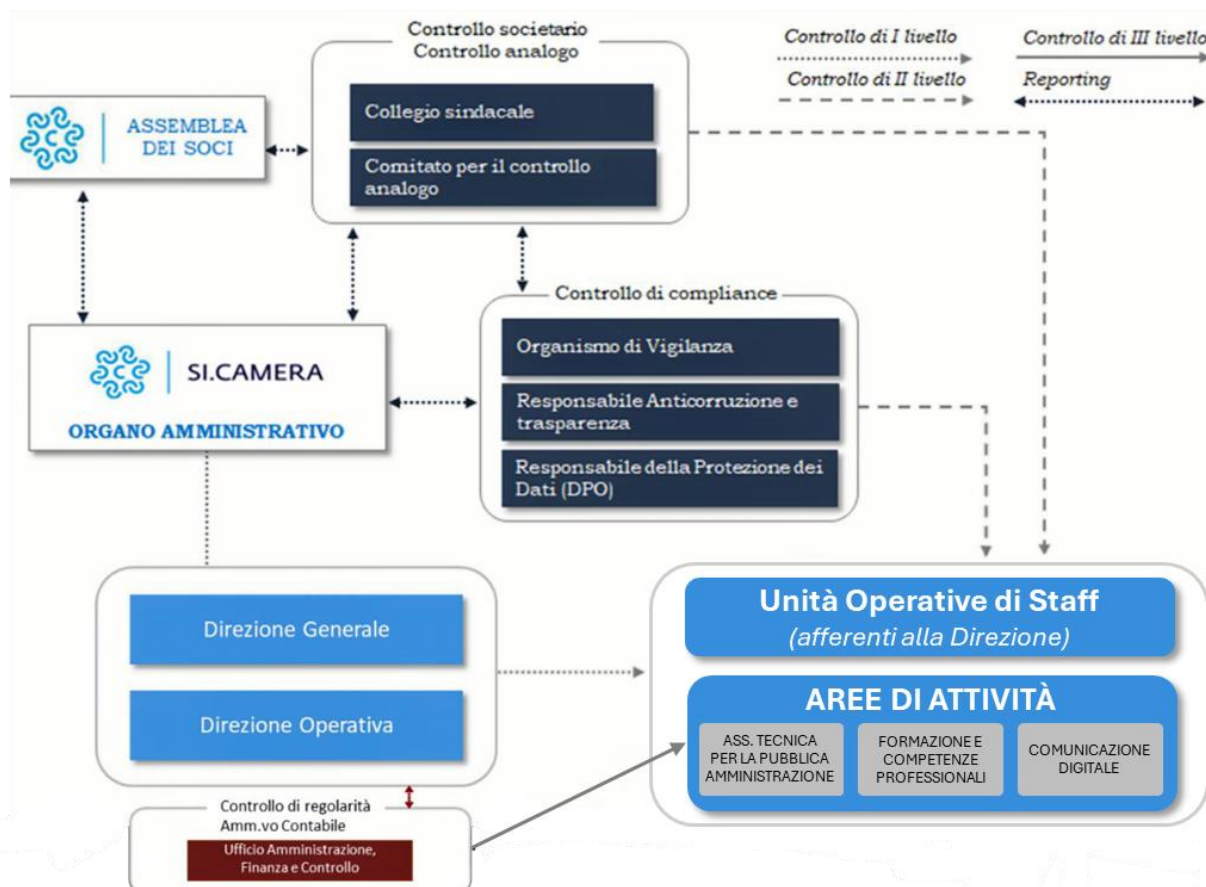 Controllo societario
Controllo analogo
Collegio sindacale
Comitato per il controllo
analogo
Controllo di I livello
Controllo di III livello
Controllo di II livello
Reporting
ASSEMBLEA
DEI SOCI
Controllo di compliance
Organismo di Vigilanza
Responsabile Anticorruzione e
trasparenza
Responsabile della Protezione dei
Dati (DPO)
SI.CAMERA
ORGANO AMMINISTRATIVO
Direzione Generale
Direzione Operativa
Unità Operative di Staff
(afferenti alla Direzione)
AREE DI ATTIVITÀ
ASS. TECNICA
PER LA PUBBLICA
AMMINISTRAZIONE
FORMAZIONE E
COMPETENZE
PROFESSIONALI
COMUNICAZIONE
DIGITALE
Controllo di regolarità
Amm.vo Contabile
Ufficio Amministrazione,
Finanza e Controllo